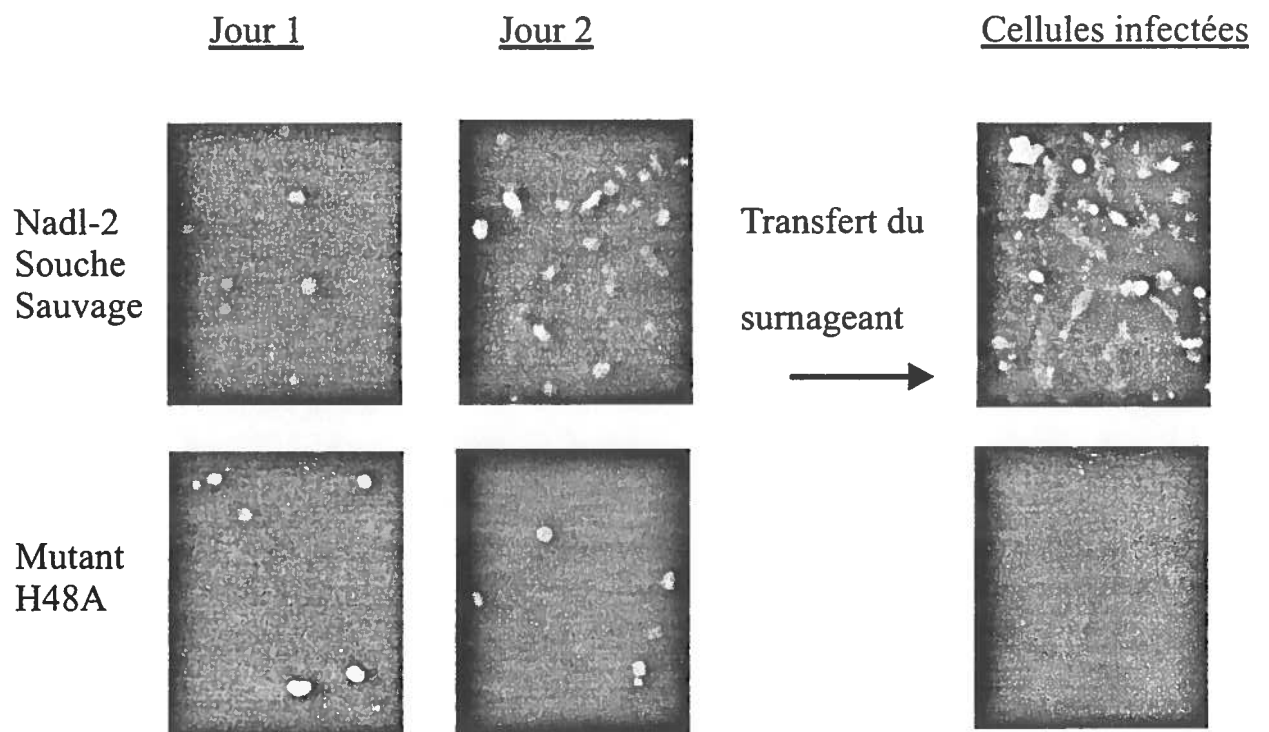 Jour 1
Jour 2
Cellules infectées
Nadl-2
Souche
Sauvage
Transfert du
surnageant
Mutant
H48A